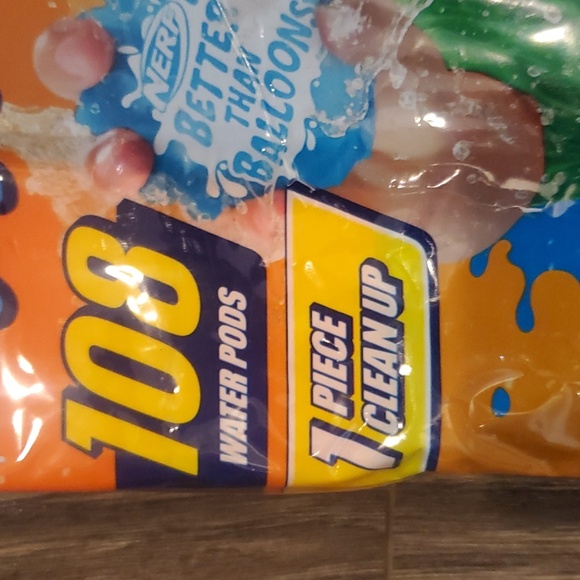 NERF
BETTER
THAN
BALLOONS
108
WATER PODS
1 PIECE
CLEAN UP